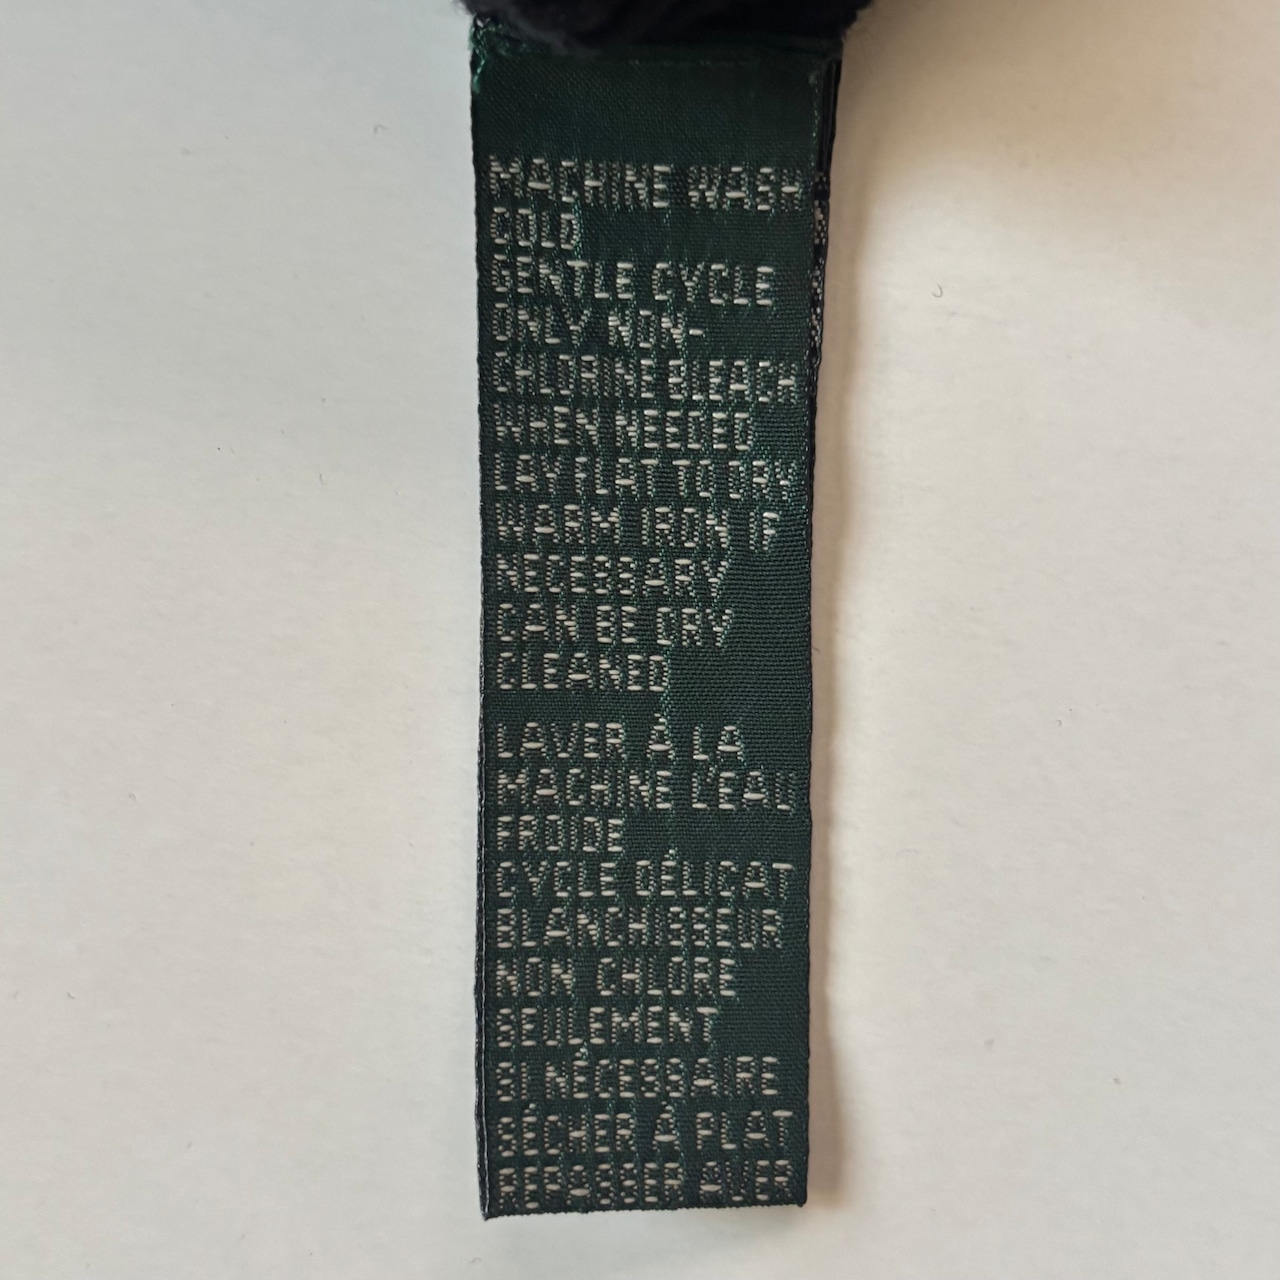 MACHINE WASH
COLD
GENTLE CYCLE
ONLY NON-
CHLORINE BLEACH
WHEN NEEDED
LAY FLAT TO DRY
WARM IRON IF
NECESSARY
CAN BE DRY
CLEANED
LAVER À LA
MACHINE L'EAU
FROIDE
CYCLE DÉLICAT
BLANCHISSEUR
NON CHLORE
SEULEMENT
SI NÉCESSAIRE
SÉCHER À PLAT
REPASSER AVER